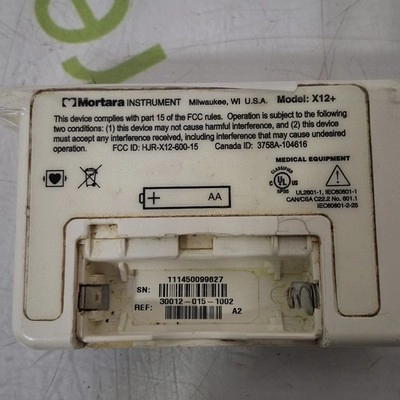 Mortara INSTRUMENT Milwaukee, WI U.S.A. Model: X12+
This device complies with part 15 of the FCC rules. Operation is subject to the following
two conditions: (1) this device may not cause harmful interference, and (2) this device
must accept any interference received, including interference that may cause undesired
operation. FCC ID: HJR-X12-600-15 Canada ID: 3758A-104616
MEDICAL EQUIPMENT
CLASSIFIED
C UL US
UL2601-1, IEC60601-1
CAN/CSA C22.2 No. 601.1
IEC60601-2-25
+ AA
111450099627
SN:
30012-015-1002
REF:
A2